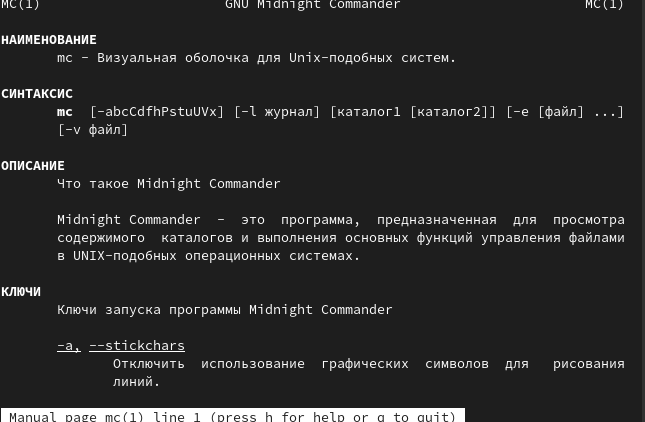 MC(1) GNU Midnight Commander MC(1)
НАИМЕНОВАНИЕ
mc - Визуальная оболочка для Unix-подобных систем.
СИНТАКСИС
mc [-abcCdfhPstuUVx] [-l журнал] [каталог1 [каталог2]] [-e [файл] ...]
[-v файл]
ОПИСАНИЕ
Что такое Midnight Commander
Midnight Commander - это программа, предназначенная для просмотра
содержимого каталогов и выполнения основных функций управления файлами
в UNIX-подобных операционных системах.
КЛЮЧИ
Ключи запуска программы Midnight Commander
-a, --stickchars
Отключить использование графических символов для рисования
линий.
Manual page mc(1) line 1 (press h for help or q to quit)